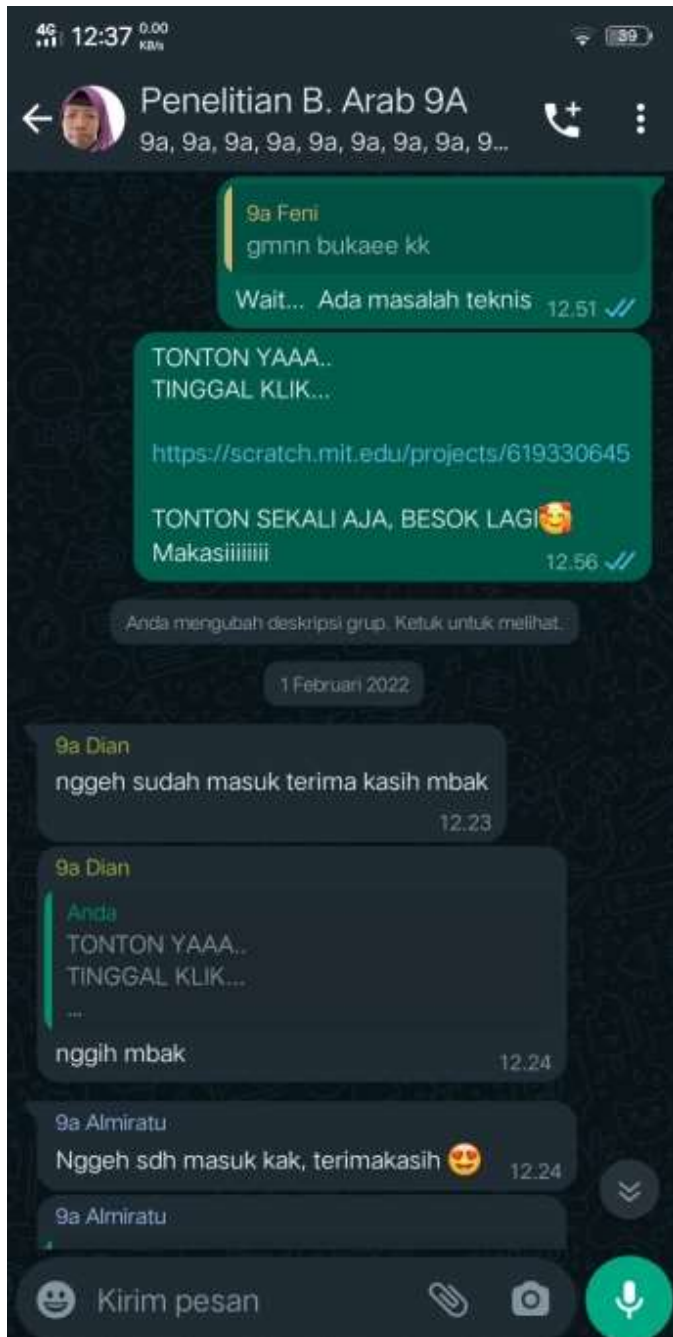 4G 12:37 0.00 KB/s 39
Penelitian B. Arab 9A
9a, 9a, 9a, 9a, 9a, 9a, 9a, 9a, 9...
9a Feni
gmnn bukaee kk
Wait... Ada masalah teknis 12.51
TONTON YAAA..
TINGGAL KLIK...
https://scratch.mit.edu/projects/619330645
TONTON SEKALI AJA, BESOK LAGI🥰
Makasiiiiiiiii 12.56
Anda mengubah deskripsi grup. Ketuk untuk melihat.
1 Februari 2022
9a Dian
nggeh sudah masuk terima kasih mbak
12.23
9a Dian
Anda
TONTON YAAA..
TINGGAL KLIK...
...
nggih mbak 12.24
9a Almiratu
Nggeh sdh masuk kak, terimakasih 😍 12.24
9a Almiratu
Kirim pesan